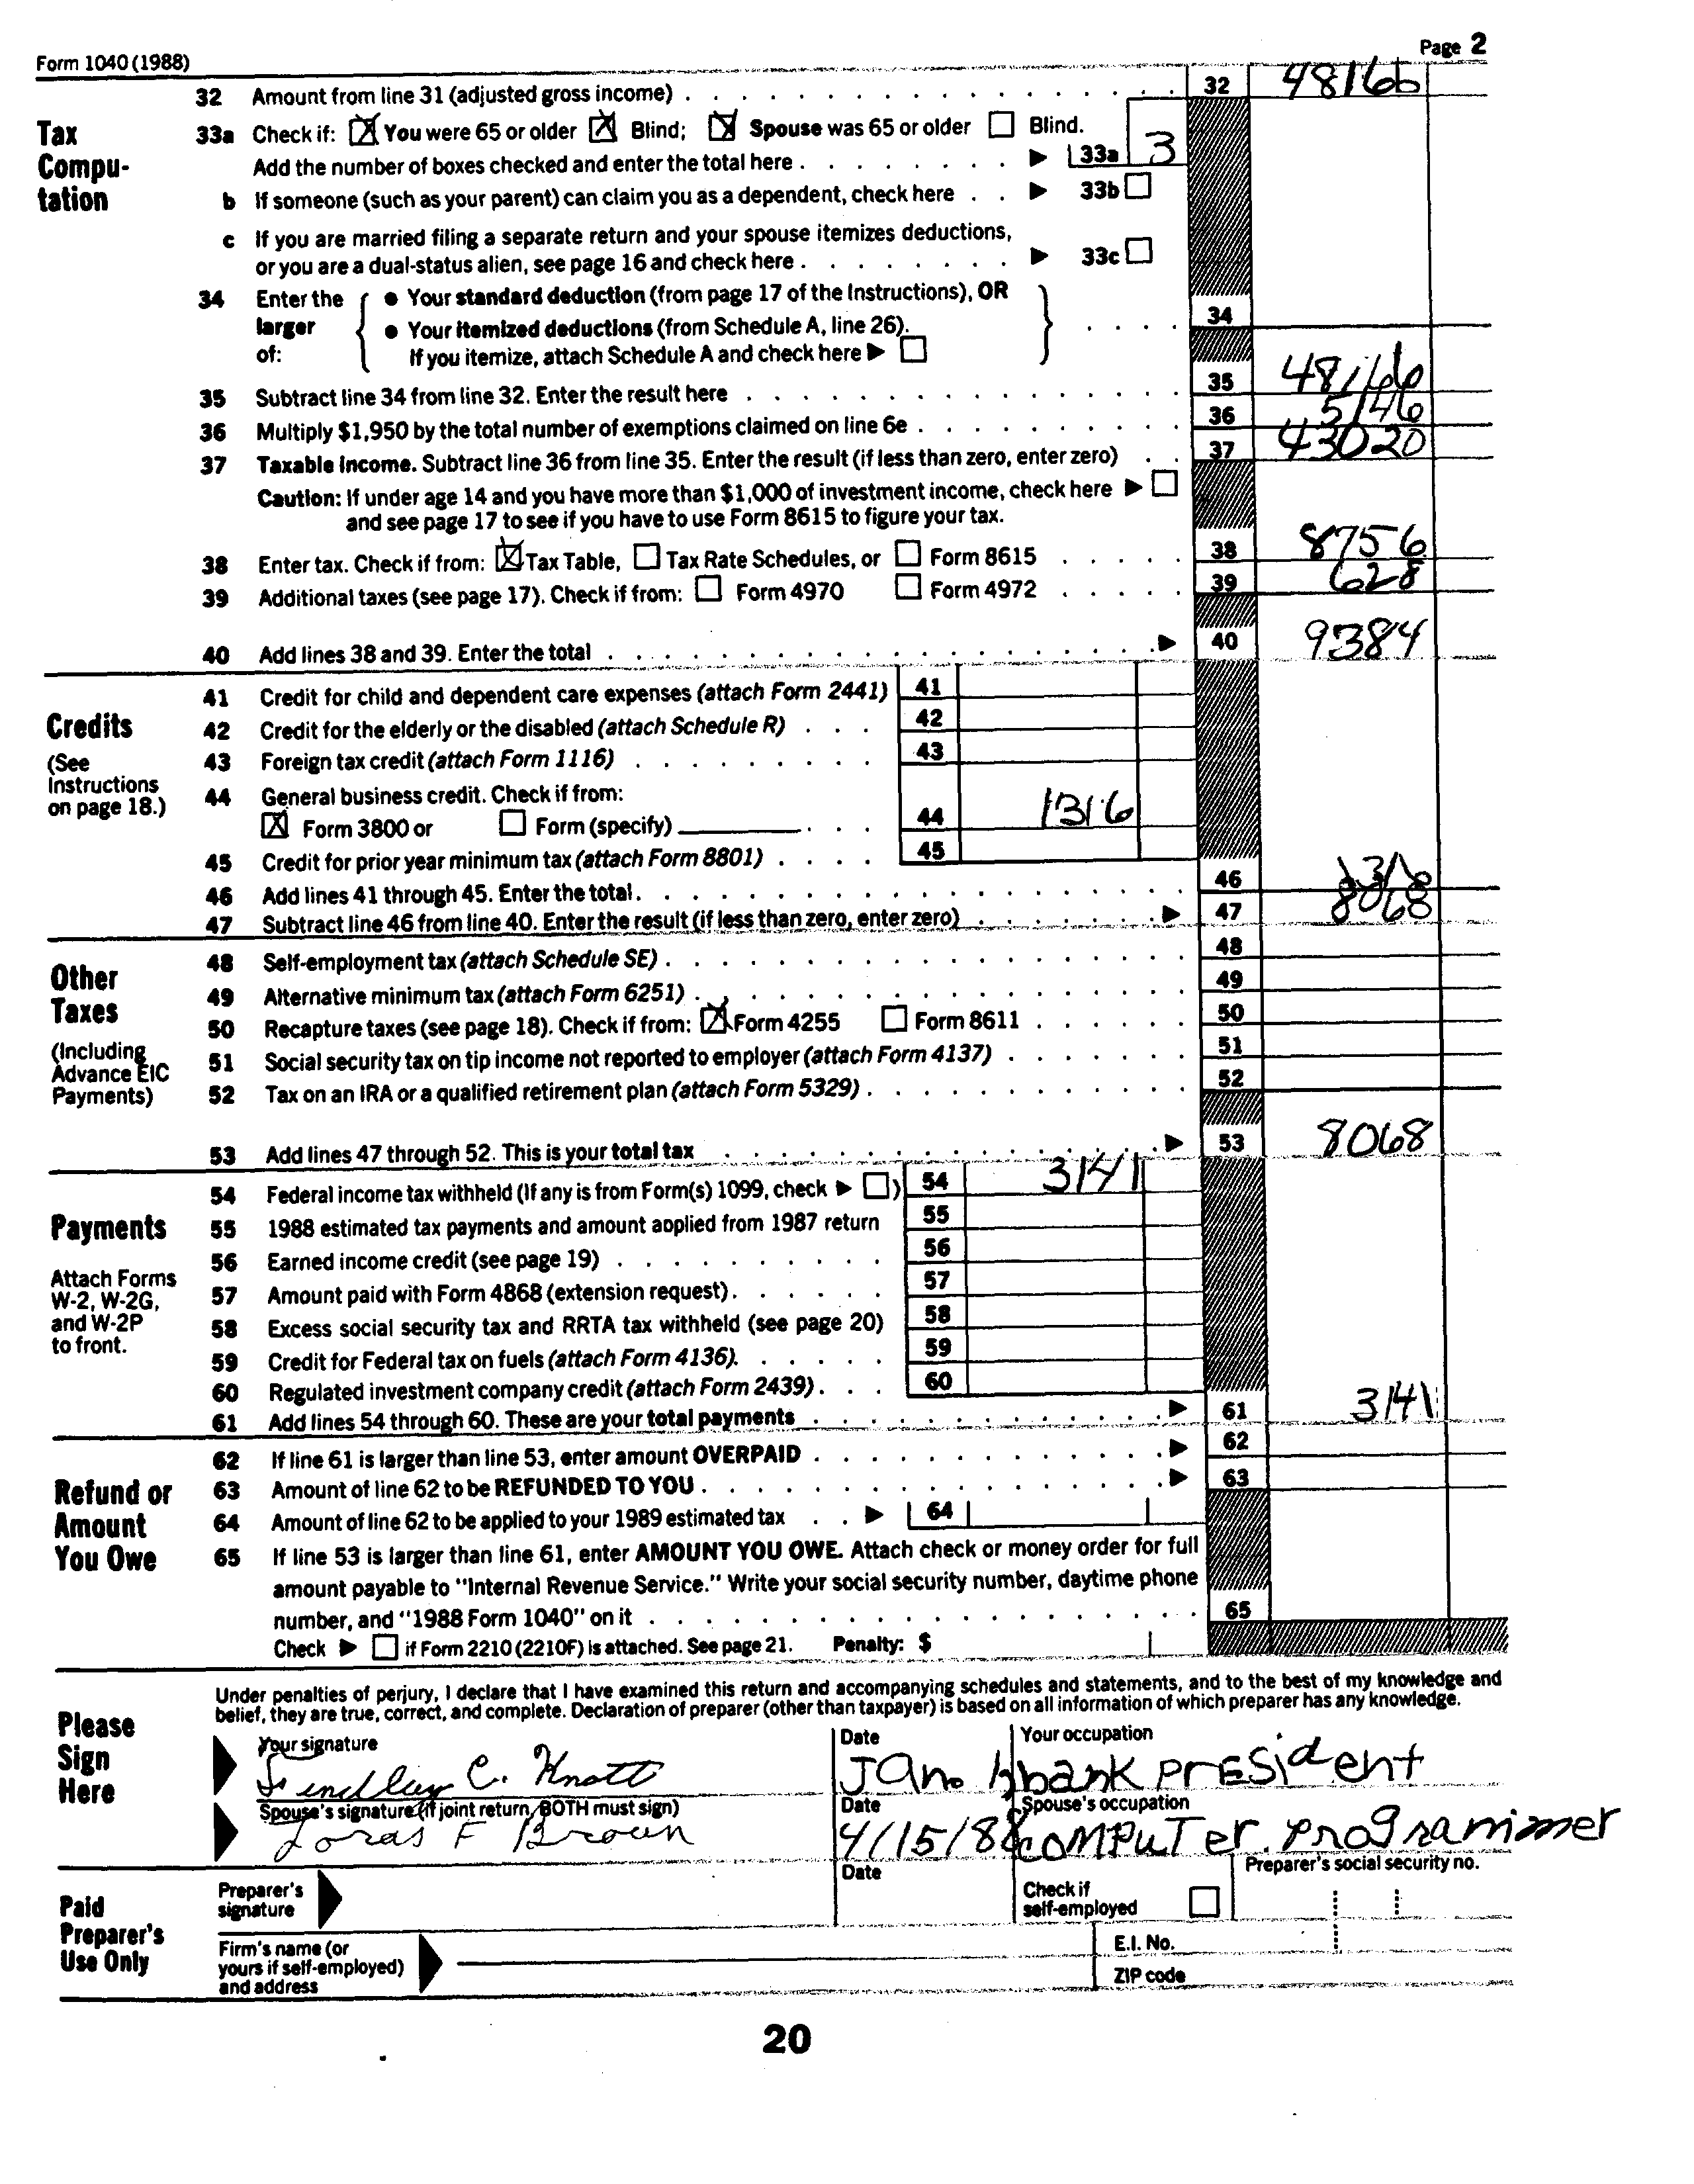 Form 1040 (1988)
Page 2
32 Amount from line 31 (adjusted gross income) 32 48166
Tax Compu- tation
33a Check if: You were 65 or older Blind; Spouse was 65 or older Blind.
Add the number of boxes checked and enter the total here 33a 3
b If someone (such as your parent) can claim you as a dependent, check here 33b
c If you are married filing a separate return and your spouse itemizes deductions,
or you are a dual-status alien, see page 16 and check here 33c
34 Enter the larger of:
● Your standard deduction (from page 17 of the Instructions), OR
● Your itemized deductions (from Schedule A, line 26).
If you itemize, attach Schedule A and check here ▶
34
35 Subtract line 34 from line 32. Enter the result here 35 48166
36 Multiply $1,950 by the total number of exemptions claimed on line 6e 36 5146
37 Taxable income. Subtract line 36 from line 35. Enter the result (if less than zero, enter zero) 37 43020
Caution: If under age 14 and you have more than $1,000 of investment income, check here ▶
and see page 17 to see if you have to use Form 8615 to figure your tax.
38 Enter tax. Check if from: Tax Table, Tax Rate Schedules, or Form 8615 38 8756
39 Additional taxes (see page 17). Check if from: Form 4970 Form 4972 39 628
40 Add lines 38 and 39. Enter the total ▶ 40 9384
Credits
(See Instructions on page 18.)
41 Credit for child and dependent care expenses (attach Form 2441) 41
42 Credit for the elderly or the disabled (attach Schedule R) 42
43 Foreign tax credit (attach Form 1116) 43
44 General business credit. Check if from:
Form 3800 or Form (specify) 44 1316
45 Credit for prior year minimum tax (attach Form 8801) 45
46 Add lines 41 through 45. Enter the total 46 1316
47 Subtract line 46 from line 40. Enter the result (if less than zero, enter zero) ▶ 47 8068
Other Taxes
(Including Advance EIC Payments)
48 Self-employment tax (attach Schedule SE) 48
49 Alternative minimum tax (attach Form 6251) 49
50 Recapture taxes (see page 18). Check if from: Form 4255 Form 8611 50
51 Social security tax on tip income not reported to employer (attach Form 4137) 51
52 Tax on an IRA or a qualified retirement plan (attach Form 5329) 52
53 Add lines 47 through 52. This is your total tax ▶ 53 8068
Payments
Attach Forms W-2, W-2G, and W-2P to front.
54 Federal income tax withheld (If any is from Form(s) 1099, check ▶ ) 54 3141
55 1988 estimated tax payments and amount applied from 1987 return 55
56 Earned income credit (see page 19) 56
57 Amount paid with Form 4868 (extension request) 57
58 Excess social security tax and RRTA tax withheld (see page 20) 58
59 Credit for Federal tax on fuels (attach Form 4136) 59
60 Regulated investment company credit (attach Form 2439) 60
61 Add lines 54 through 60. These are your total payments ▶ 61 3141
Refund or Amount You Owe
62 If line 61 is larger than line 53, enter amount OVERPAID ▶ 62
63 Amount of line 62 to be REFUNDED TO YOU ▶ 63
64 Amount of line 62 to be applied to your 1989 estimated tax ▶ 64
65 If line 53 is larger than line 61, enter AMOUNT YOU OWE. Attach check or money order for full
amount payable to "Internal Revenue Service." Write your social security number, daytime phone
number, and "1988 Form 1040" on it 65
Check ▶ if Form 2210 (2210F) is attached. See page 21. Penalty: $
Please Sign Here
Under penalties of perjury, I declare that I have examined this return and accompanying schedules and statements, and to the best of my knowledge and
belief, they are true, correct, and complete. Declaration of preparer (other than taxpayer) is based on all information of which preparer has any knowledge.
Your signature Date Your occupation
Findlay C. Knott Jan. bank PRESident
Spouse's signature (if joint return, BOTH must sign) Date Spouse's occupation
Loras F Brown 4/15/88 COMPUTer. PROGrammer
Paid Preparer's Use Only
Preparer's signature
Date
Check if self-employed
Preparer's social security no.
Firm's name (or yours if self-employed) and address
E.I. No.
ZIP code
20